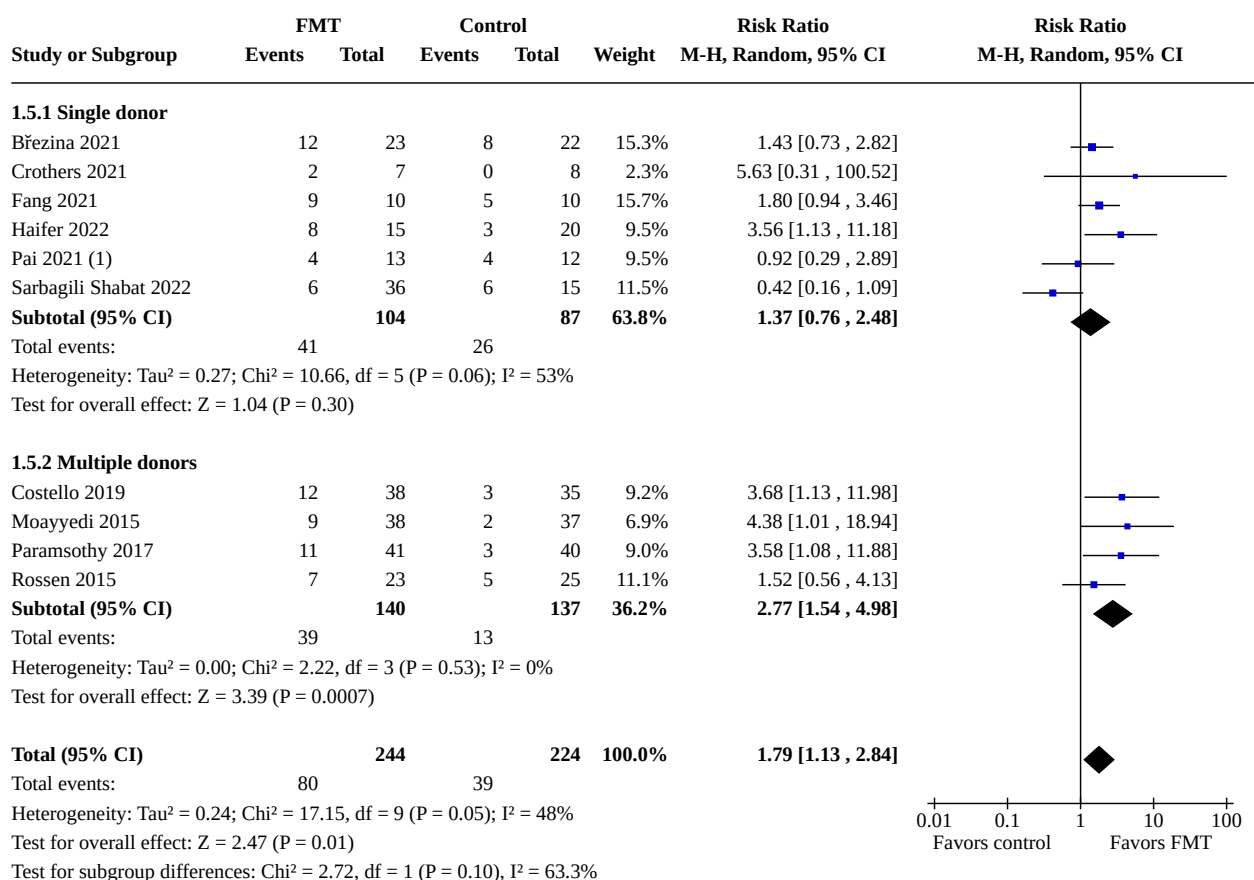 FMT Control Risk Ratio Risk Ratio
Study or Subgroup Events Total Events Total Weight M-H, Random, 95% CI M-H, Random, 95% CI
1.5.1 Single donor
Březina 2021 12 23 8 22 15.3% 1.43 [0.73 , 2.82]
Crothers 2021 2 7 0 8 2.3% 5.63 [0.31 , 100.52]
Fang 2021 9 10 5 10 15.7% 1.80 [0.94 , 3.46]
Haifer 2022 8 15 3 20 9.5% 3.56 [1.13 , 11.18]
Pai 2021 (1) 4 13 4 12 9.5% 0.92 [0.29 , 2.89]
Sarbagili Shabat 2022 6 36 6 15 11.5% 0.42 [0.16 , 1.09]
Subtotal (95% CI) 104 87 63.8% 1.37 [0.76 , 2.48]
Total events: 41 26
Heterogeneity: Tau² = 0.27; Chi² = 10.66, df = 5 (P = 0.06); I² = 53%
Test for overall effect: Z = 1.04 (P = 0.30)
1.5.2 Multiple donors
Costello 2019 12 38 3 35 9.2% 3.68 [1.13 , 11.98]
Moayyedi 2015 9 38 2 37 6.9% 4.38 [1.01 , 18.94]
Paramsothy 2017 11 41 3 40 9.0% 3.58 [1.08 , 11.88]
Rossen 2015 7 23 5 25 11.1% 1.52 [0.56 , 4.13]
Subtotal (95% CI) 140 137 36.2% 2.77 [1.54 , 4.98]
Total events: 39 13
Heterogeneity: Tau² = 0.00; Chi² = 2.22, df = 3 (P = 0.53); I² = 0%
Test for overall effect: Z = 3.39 (P = 0.0007)
Total (95% CI) 244 224 100.0% 1.79 [1.13 , 2.84]
Total events: 80 39
Heterogeneity: Tau² = 0.24; Chi² = 17.15, df = 9 (P = 0.05); I² = 48%
Test for overall effect: Z = 2.47 (P = 0.01)
Test for subgroup differences: Chi² = 2.72, df = 1 (P = 0.10), I² = 63.3%
0.01 0.1 1 10 100
Favors control Favors FMT